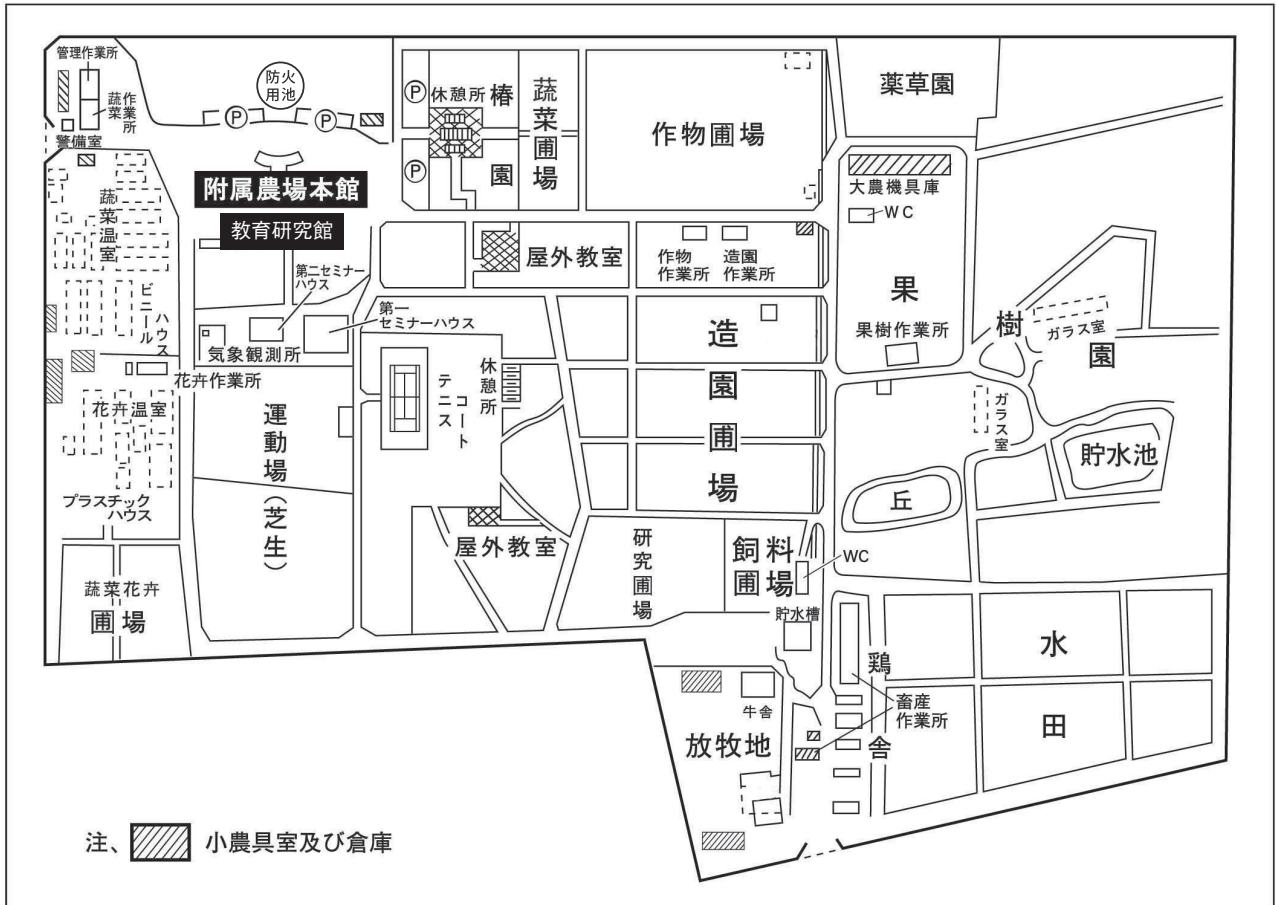 管理作業所
蔬菜
作業所
警備室
防火
用池
P
P
附属農場本館
教育研究館
P
P
休憩所
椿園
蔬菜圃場
作物圃場
薬草園
大農機具庫
WC
蔬菜温室
ビニール
ハウス
第二セミナー
ハウス
第一
セミナーハウス
気象観測所
花卉作業所
花卉温室
プラスチック
ハウス
蔬菜花卉
圃場
運動場(芝生)
テニス
コート
休憩所
屋外教室
屋外教室
作物
作業所
造園
作業所
造園圃場
果樹園
果樹作業所
ガラス室
ガラス室
貯水池
丘
研究圃場
飼料
圃場
WC
貯水槽
牛舎
放牧地
鶏舎
畜産
作業所
水田
注、 小農具室及び倉庫